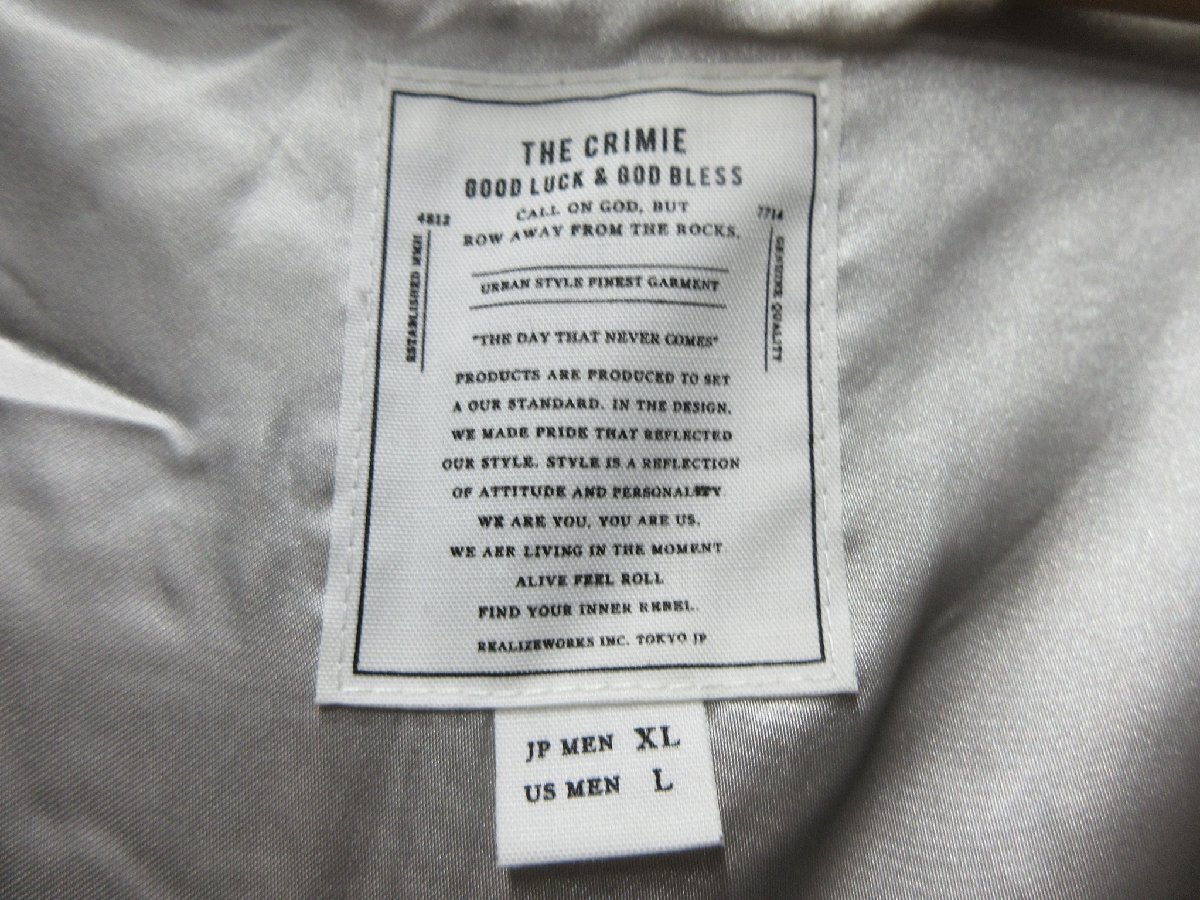 THE CRIMIE
GOOD LUCK & GOD BLESS
CALL ON GOD, BUT
ROW AWAY FROM THE ROCKS.
4812
ESTABLISHED MMII
7714
GENUINE QUALITY
URBAN STYLE FINEST GARMENT
"THE DAY THAT NEVER COMES"
PRODUCTS ARE PRODUCED TO SET
A OUR STANDARD. IN THE DESIGN,
WE MADE PRIDE THAT REFLECTED
OUR STYLE. STYLE IS A REFLECTION
OF ATTITUDE AND PERSONALITY
WE ARE YOU, YOU ARE US.
WE AER LIVING IN THE MOMENT
ALIVE FEEL ROLL
FIND YOUR INNER REBEL.
REALIZEWORKS INC. TOKYO JP
JP MEN XL
US MEN L